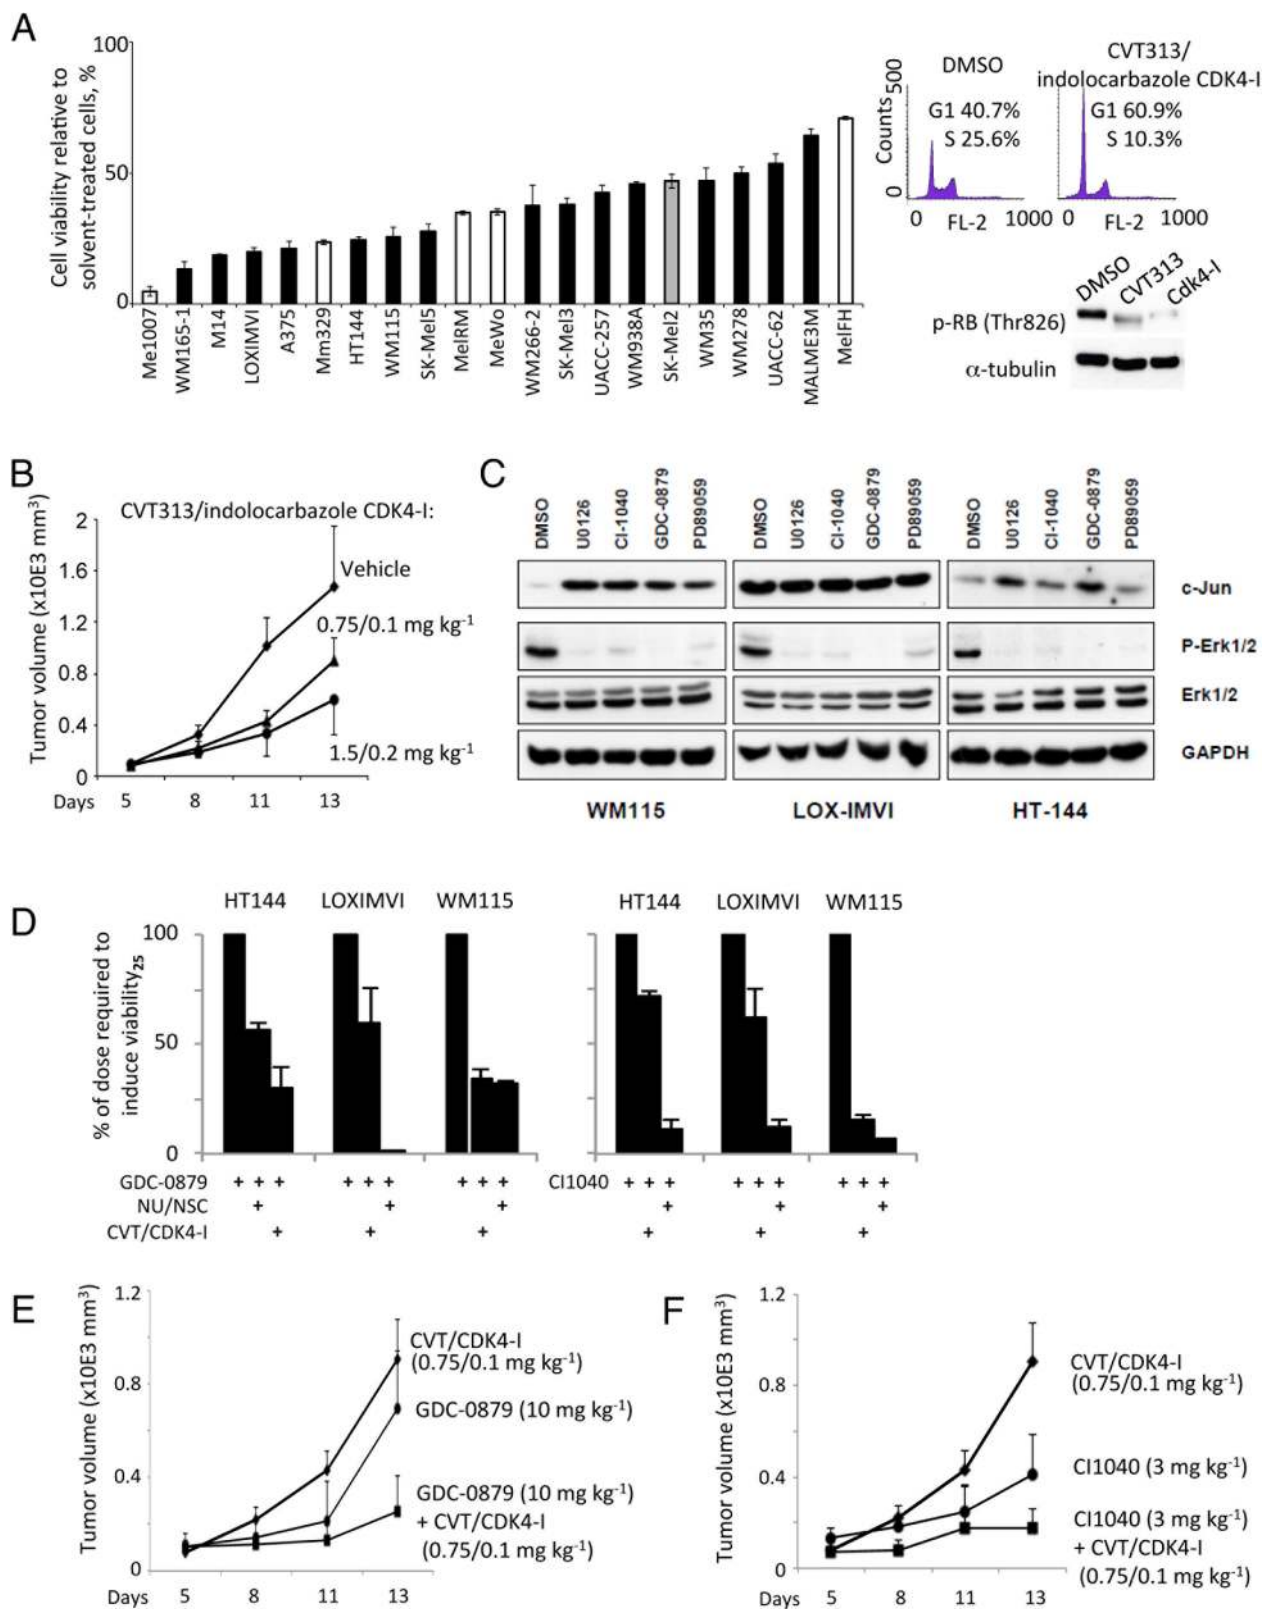 A
Cell viability relative to
solvent-treated cells, %
100
50
0
Me1007
WM165-1
M14
LOXIMVI
A375
Mm329
HT144
WM115
SK-Mel5
MelRM
MeWo
WM266-2
SK-Mel3
UACC-257
WM938A
SK-Mel2
WM35
WM278
UACC-62
MALME3M
MelFH
DMSO
CVT313/
indolocarbazole CDK4-I
Counts
500
0
G1 40.7%
S 25.6%
G1 60.9%
S 10.3%
0 1000
FL-2
0 1000
FL-2
DMSO
CVT313
Cdk4-I
p-RB (Thr826)
α-tubulin
B
CVT313/indolocarbazole CDK4-I:
Tumor volume (x10E3 mm³)
2
1.6
1.2
0.8
0.4
0
Vehicle
0.75/0.1 mg kg⁻¹
1.5/0.2 mg kg⁻¹
Days 5 8 11 13
C
DMSO U0126 CI-1040 GDC-0879 PD89059
DMSO U0126 CI-1040 GDC-0879 PD89059
DMSO U0126 CI-1040 GDC-0879 PD89059
c-Jun
P-Erk1/2
Erk1/2
GAPDH
WM115 LOX-IMVI HT-144
D
% of dose required to
induce viability₂₅
HT144 LOXIMVI WM115
HT144 LOXIMVI WM115
100
50
0
GDC-0879 + + + + + + + + +
NU/NSC + + +
CVT/CDK4-I + + +
CI1040 + + + + + + + + +
+ + +
+ + +
E
Tumor volume (x10E3 mm³)
1.2
0.8
0.4
0
CVT/CDK4-I
(0.75/0.1 mg kg⁻¹)
GDC-0879 (10 mg kg⁻¹)
GDC-0879 (10 mg kg⁻¹)
+ CVT/CDK4-I
(0.75/0.1 mg kg⁻¹)
Days 5 8 11 13
F
Tumor volume (x10E3 mm³)
1.2
0.8
0.4
0
CVT/CDK4-I
(0.75/0.1 mg kg⁻¹)
CI1040 (3 mg kg⁻¹)
CI1040 (3 mg kg⁻¹)
+ CVT/CDK4-I
(0.75/0.1 mg kg⁻¹)
Days 5 8 11 13